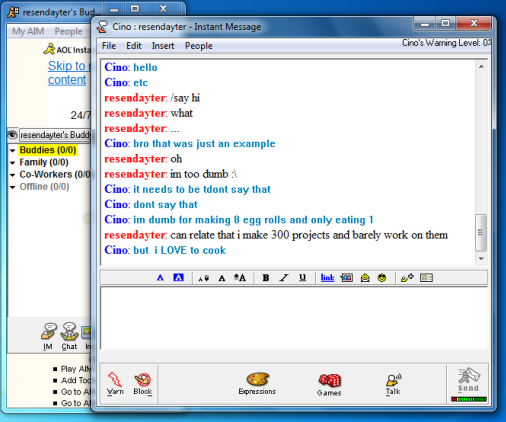 resendayter's Bud
My AIM People
AOL Insta
Skip to
content
24/7
resendayter's Buddy
Buddies (0/0)
Family (0/0)
Co-Workers (0/0)
Offline (0/0)
IM Chat
Play AIM
Add Too
Go to AI
Go to AI
Cino : resendayter - Instant Message
File Edit Insert People
Cino's Warning Level: 0%
Cino: hello
Cino: etc
resendayter: /say hi
resendayter: what
resendayter: ...
Cino: bro that was just an example
resendayter: oh
resendayter: im too dumb :\
Cino: it needs to be tdont say that
Cino: dont say that
Cino: im dumb for making 8 egg rolls and only eating 1
resendayter: can relate that i make 300 projects and barely work on them
Cino: but i LOVE to cook
A A A A A B I U link
Warn Block Expressions Games Talk Send